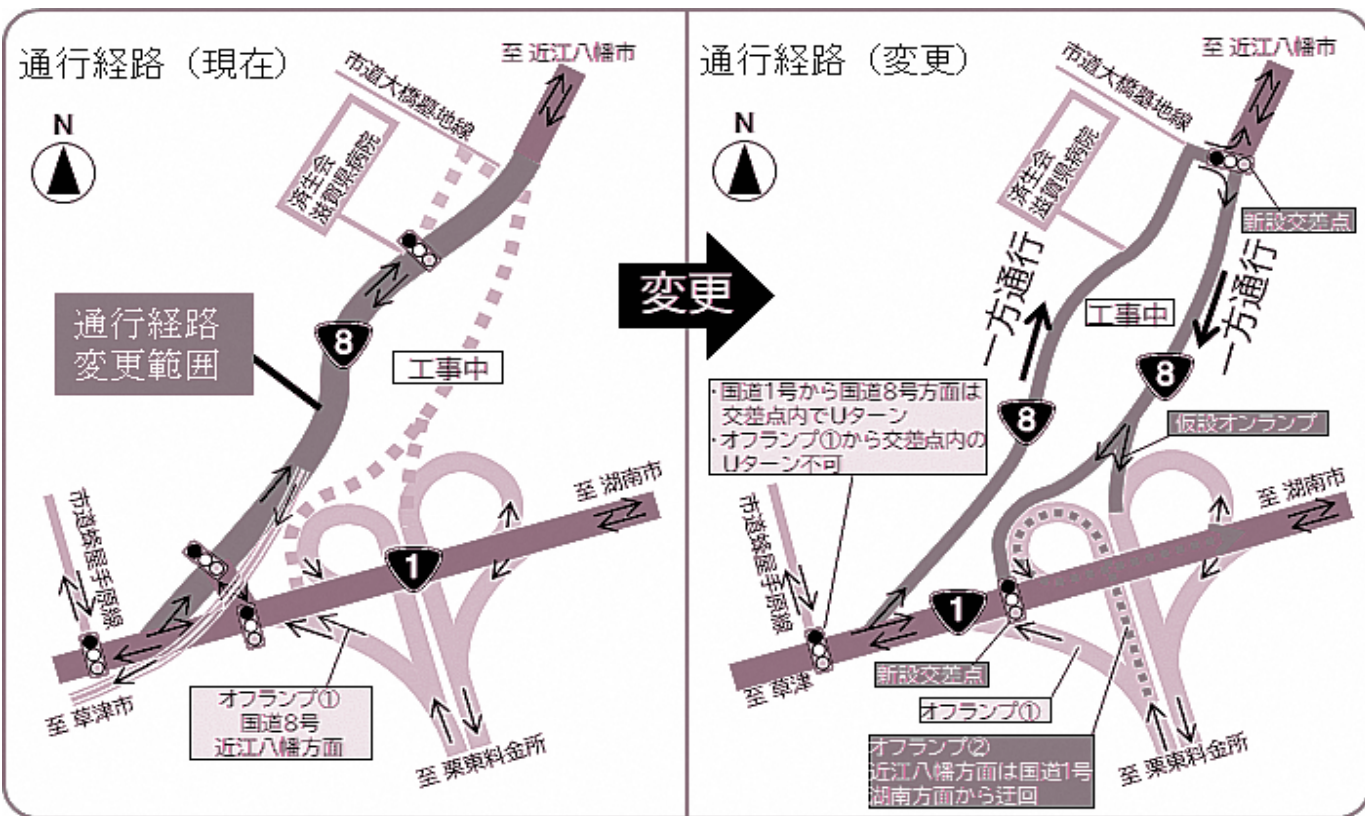 通行経路（現在）
至 近江八幡市
市道大橋墓地線
N
済生会
滋賀県病院
通行経路
変更範囲
8
工事中
市道蜂屋手原線
至 湖南市
1
至 草津市
オフランプ①
国道8号
近江八幡方面
至 栗東料金所
変更
通行経路（変更）
至 近江八幡市
市道大橋墓地線
N
済生会
滋賀県病院
新設交差点
一方通行
一方通行
工事中
8
8
・国道1号から国道8号方面は
交差点内でUターン
・オフランプ①から交差点内の
Uターン不可
仮設オンランプ
市道蜂屋手原線
至 湖南市
1
至 草津
新設交差点
オフランプ①
オフランプ②
近江八幡方面は国道1号
湖南方面から迂回
至 栗東料金所